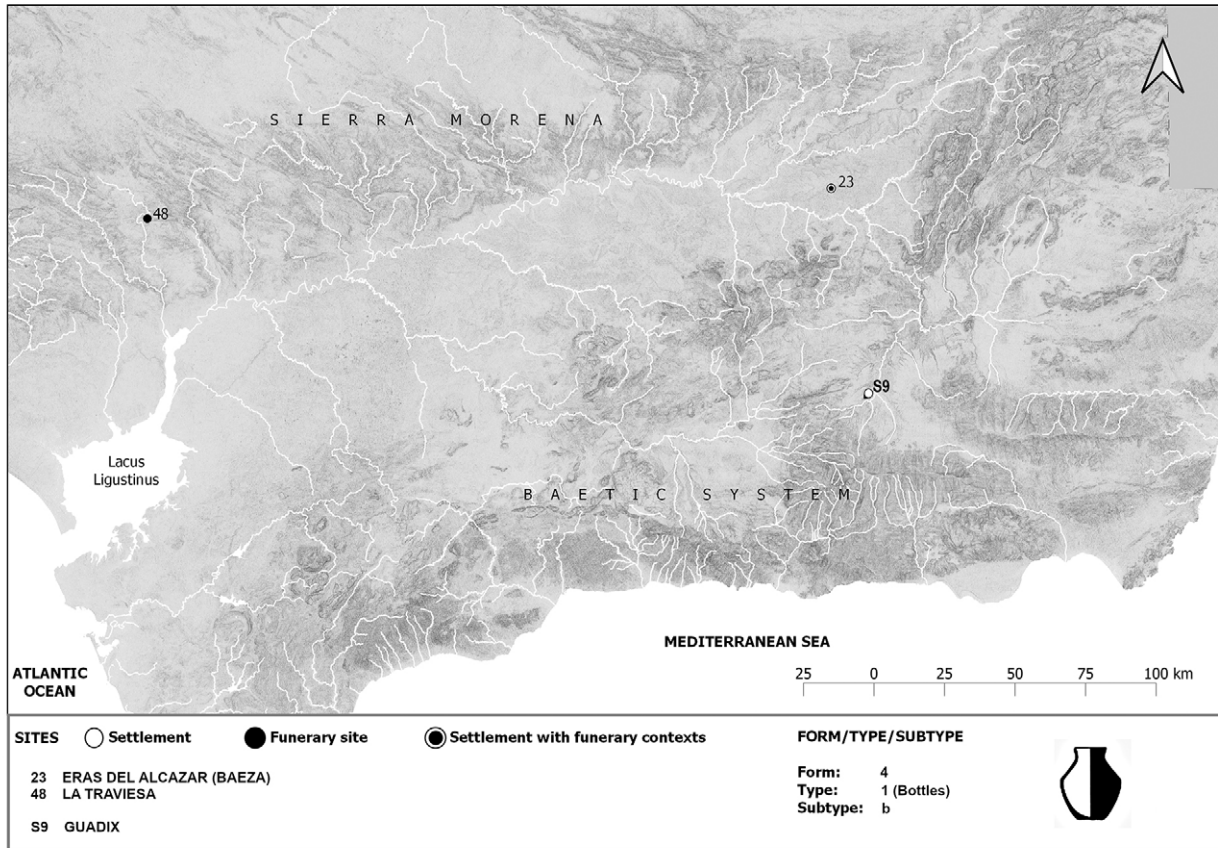 SIERRA MORENA
23
48
S9
Lacus
Ligustinus
BAETIC SYSTEM
MEDITERRANEAN SEA
ATLANTIC
OCEAN
25 0 25 50 75 100 km
SITES Settlement Funerary site Settlement with funerary contexts
23 ERAS DEL ALCAZAR (BAEZA)
48 LA TRAVIESA
S9 GUADIX
FORM/TYPE/SUBTYPE
Form: 4
Type: 1 (Bottles)
Subtype: b